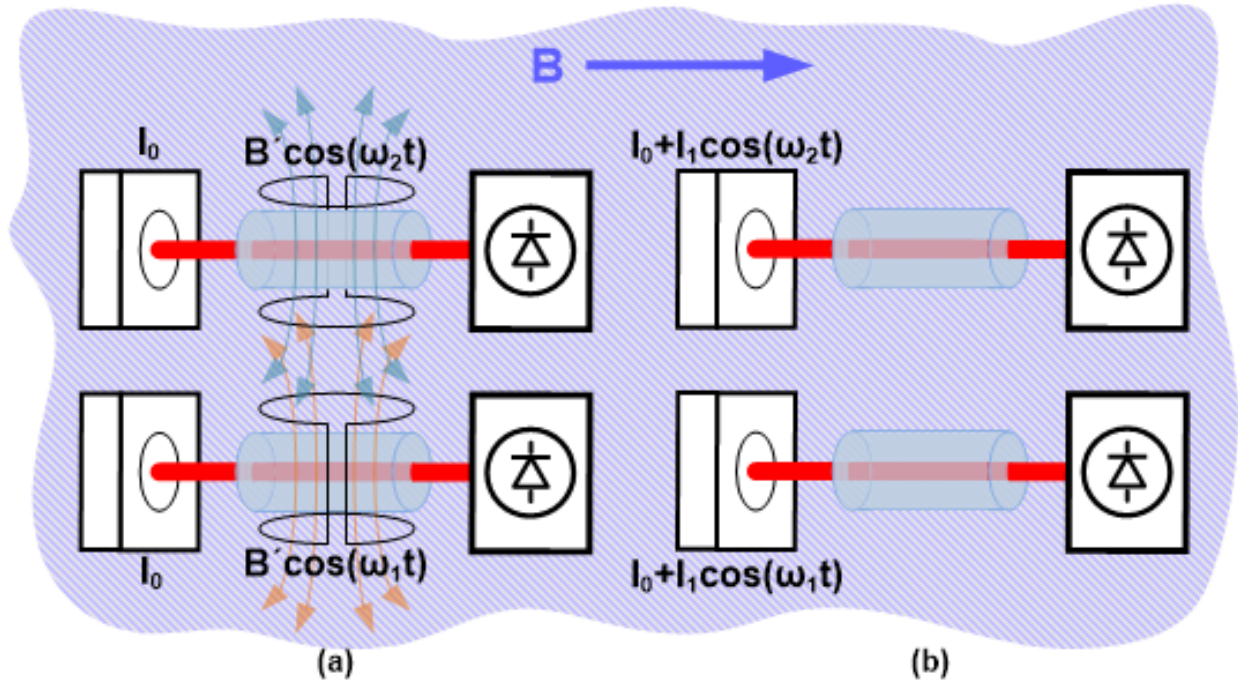 B
I₀
B´cos(ω₂t)
I₀+I₁cos(ω₂t)
I₀
B´cos(ω₁t)
I₀+I₁cos(ω₁t)
(a)
(b)